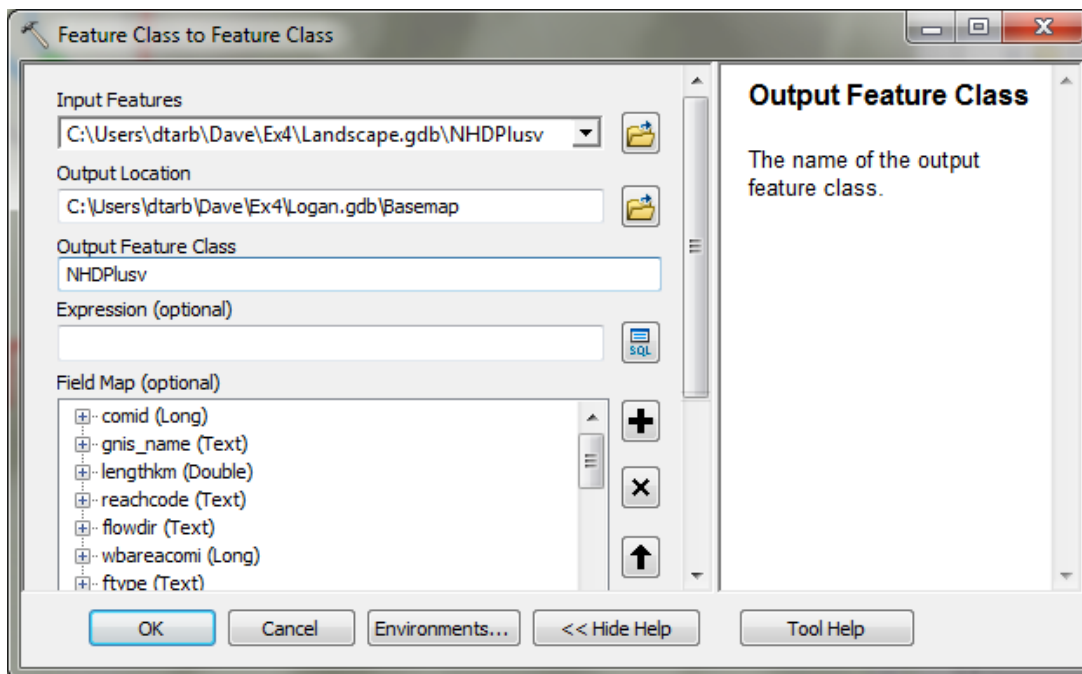 Feature Class to Feature Class
Input Features
C:\Users\dtarb\Dave\Ex4\Landscape.gdb\NHDPlusv
Output Location
C:\Users\dtarb\Dave\Ex4\Logan.gdb\Basemap
Output Feature Class
NHDPlusv
Expression (optional)
SQL
Field Map (optional)
comid (Long)
gnis_name (Text)
lengthkm (Double)
reachcode (Text)
flowdir (Text)
wbareacomi (Long)
ftype (Text)
OK
Cancel
Environments...
<< Hide Help
Output Feature Class
The name of the output
feature class.
Tool Help